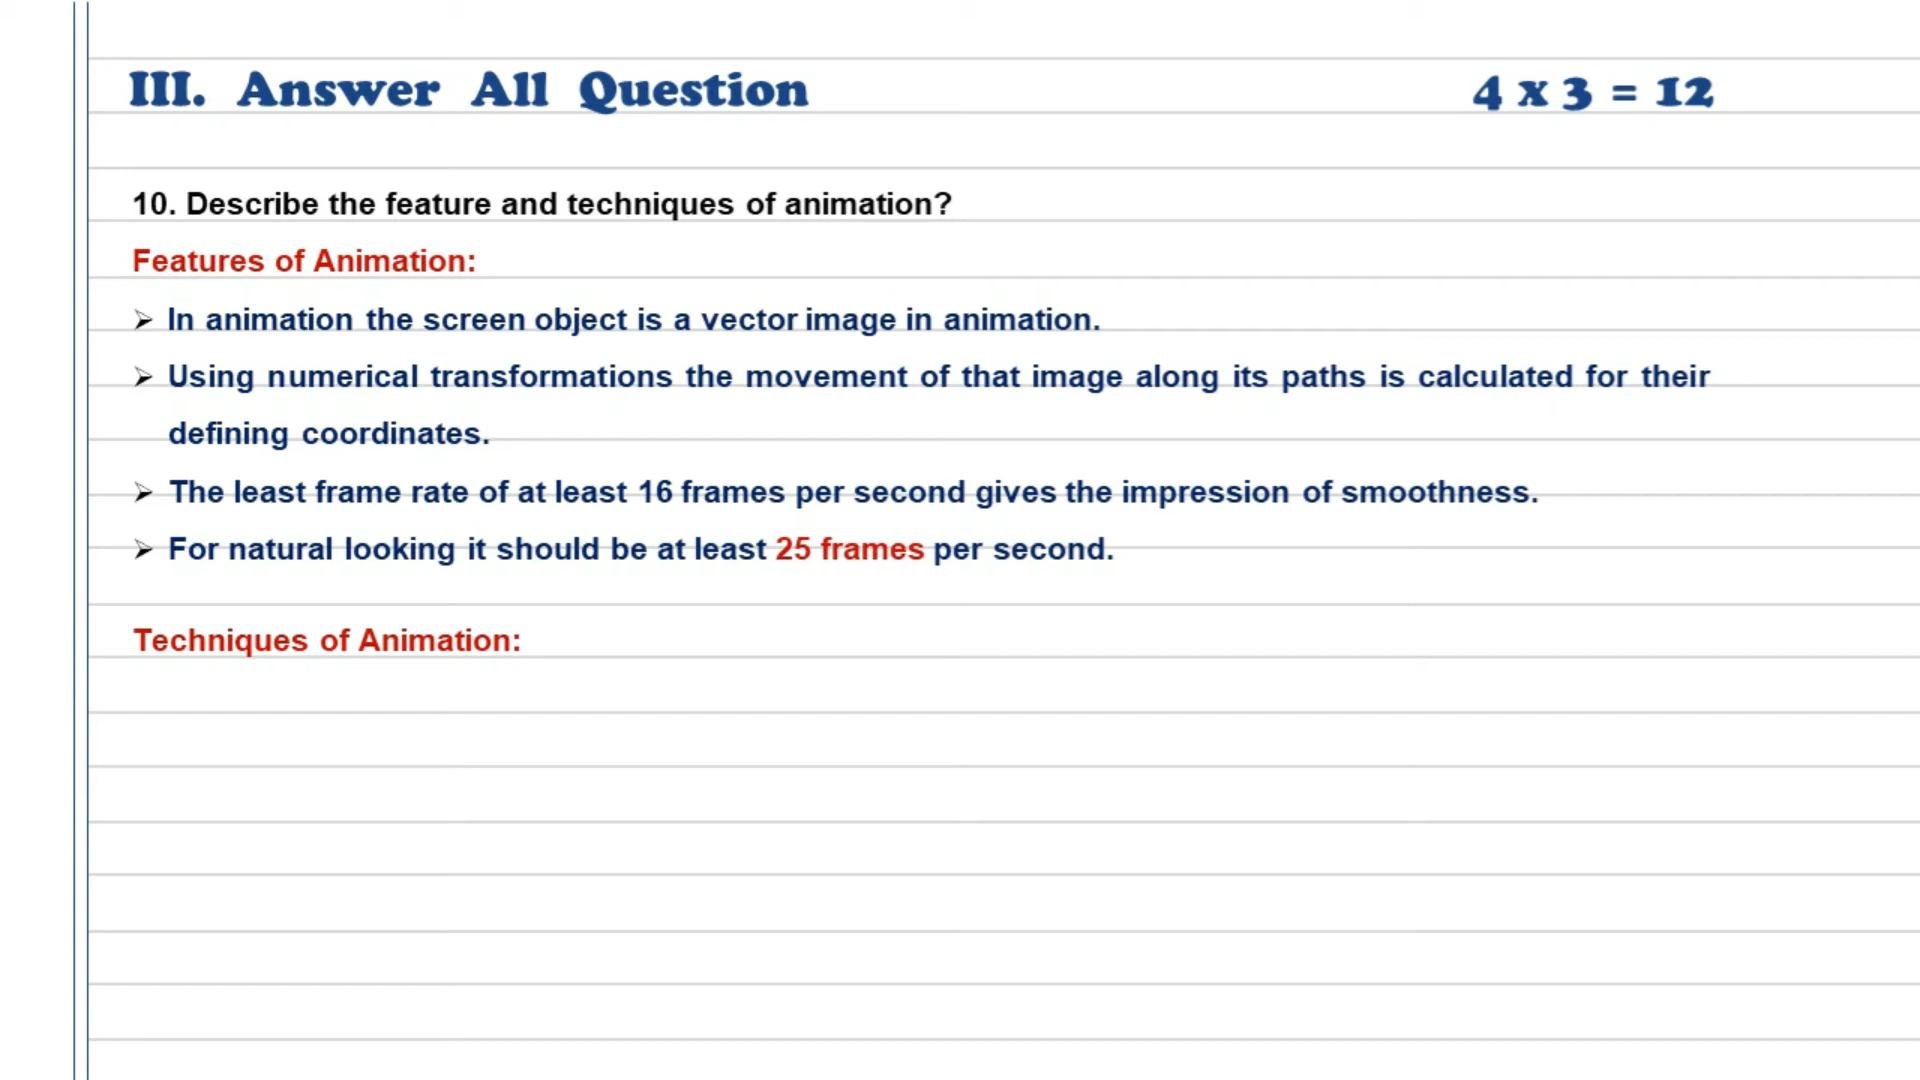 III. Answer All Question 4 x 3 = 12
10. Describe the feature and techniques of animation?
Features of Animation:
➢ In animation the screen object is a vector image in animation.
➢ Using numerical transformations the movement of that image along its paths is calculated for their
defining coordinates.
➢ The least frame rate of at least 16 frames per second gives the impression of smoothness.
➢ For natural looking it should be at least 25 frames per second.
Techniques of Animation: